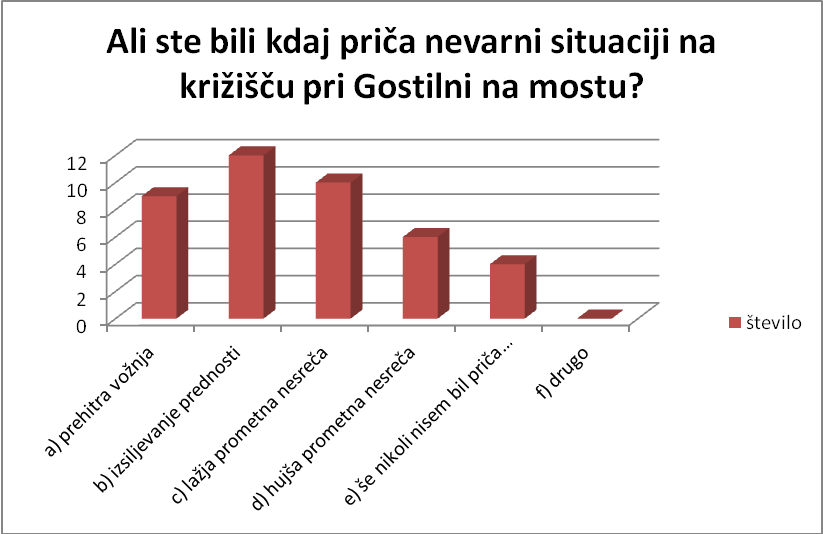 Ali ste bili kdaj priča nevarni situaciji na
križišču pri Gostilni na mostu?
12
10
8
6
4
2
0
a) prehitra vožnja
b) izsiljevanje prednosti
c) lažja prometna nesreča
d) hujša prometna nesreča
e) še nikoli nisem bil priča...
f) drugo
število